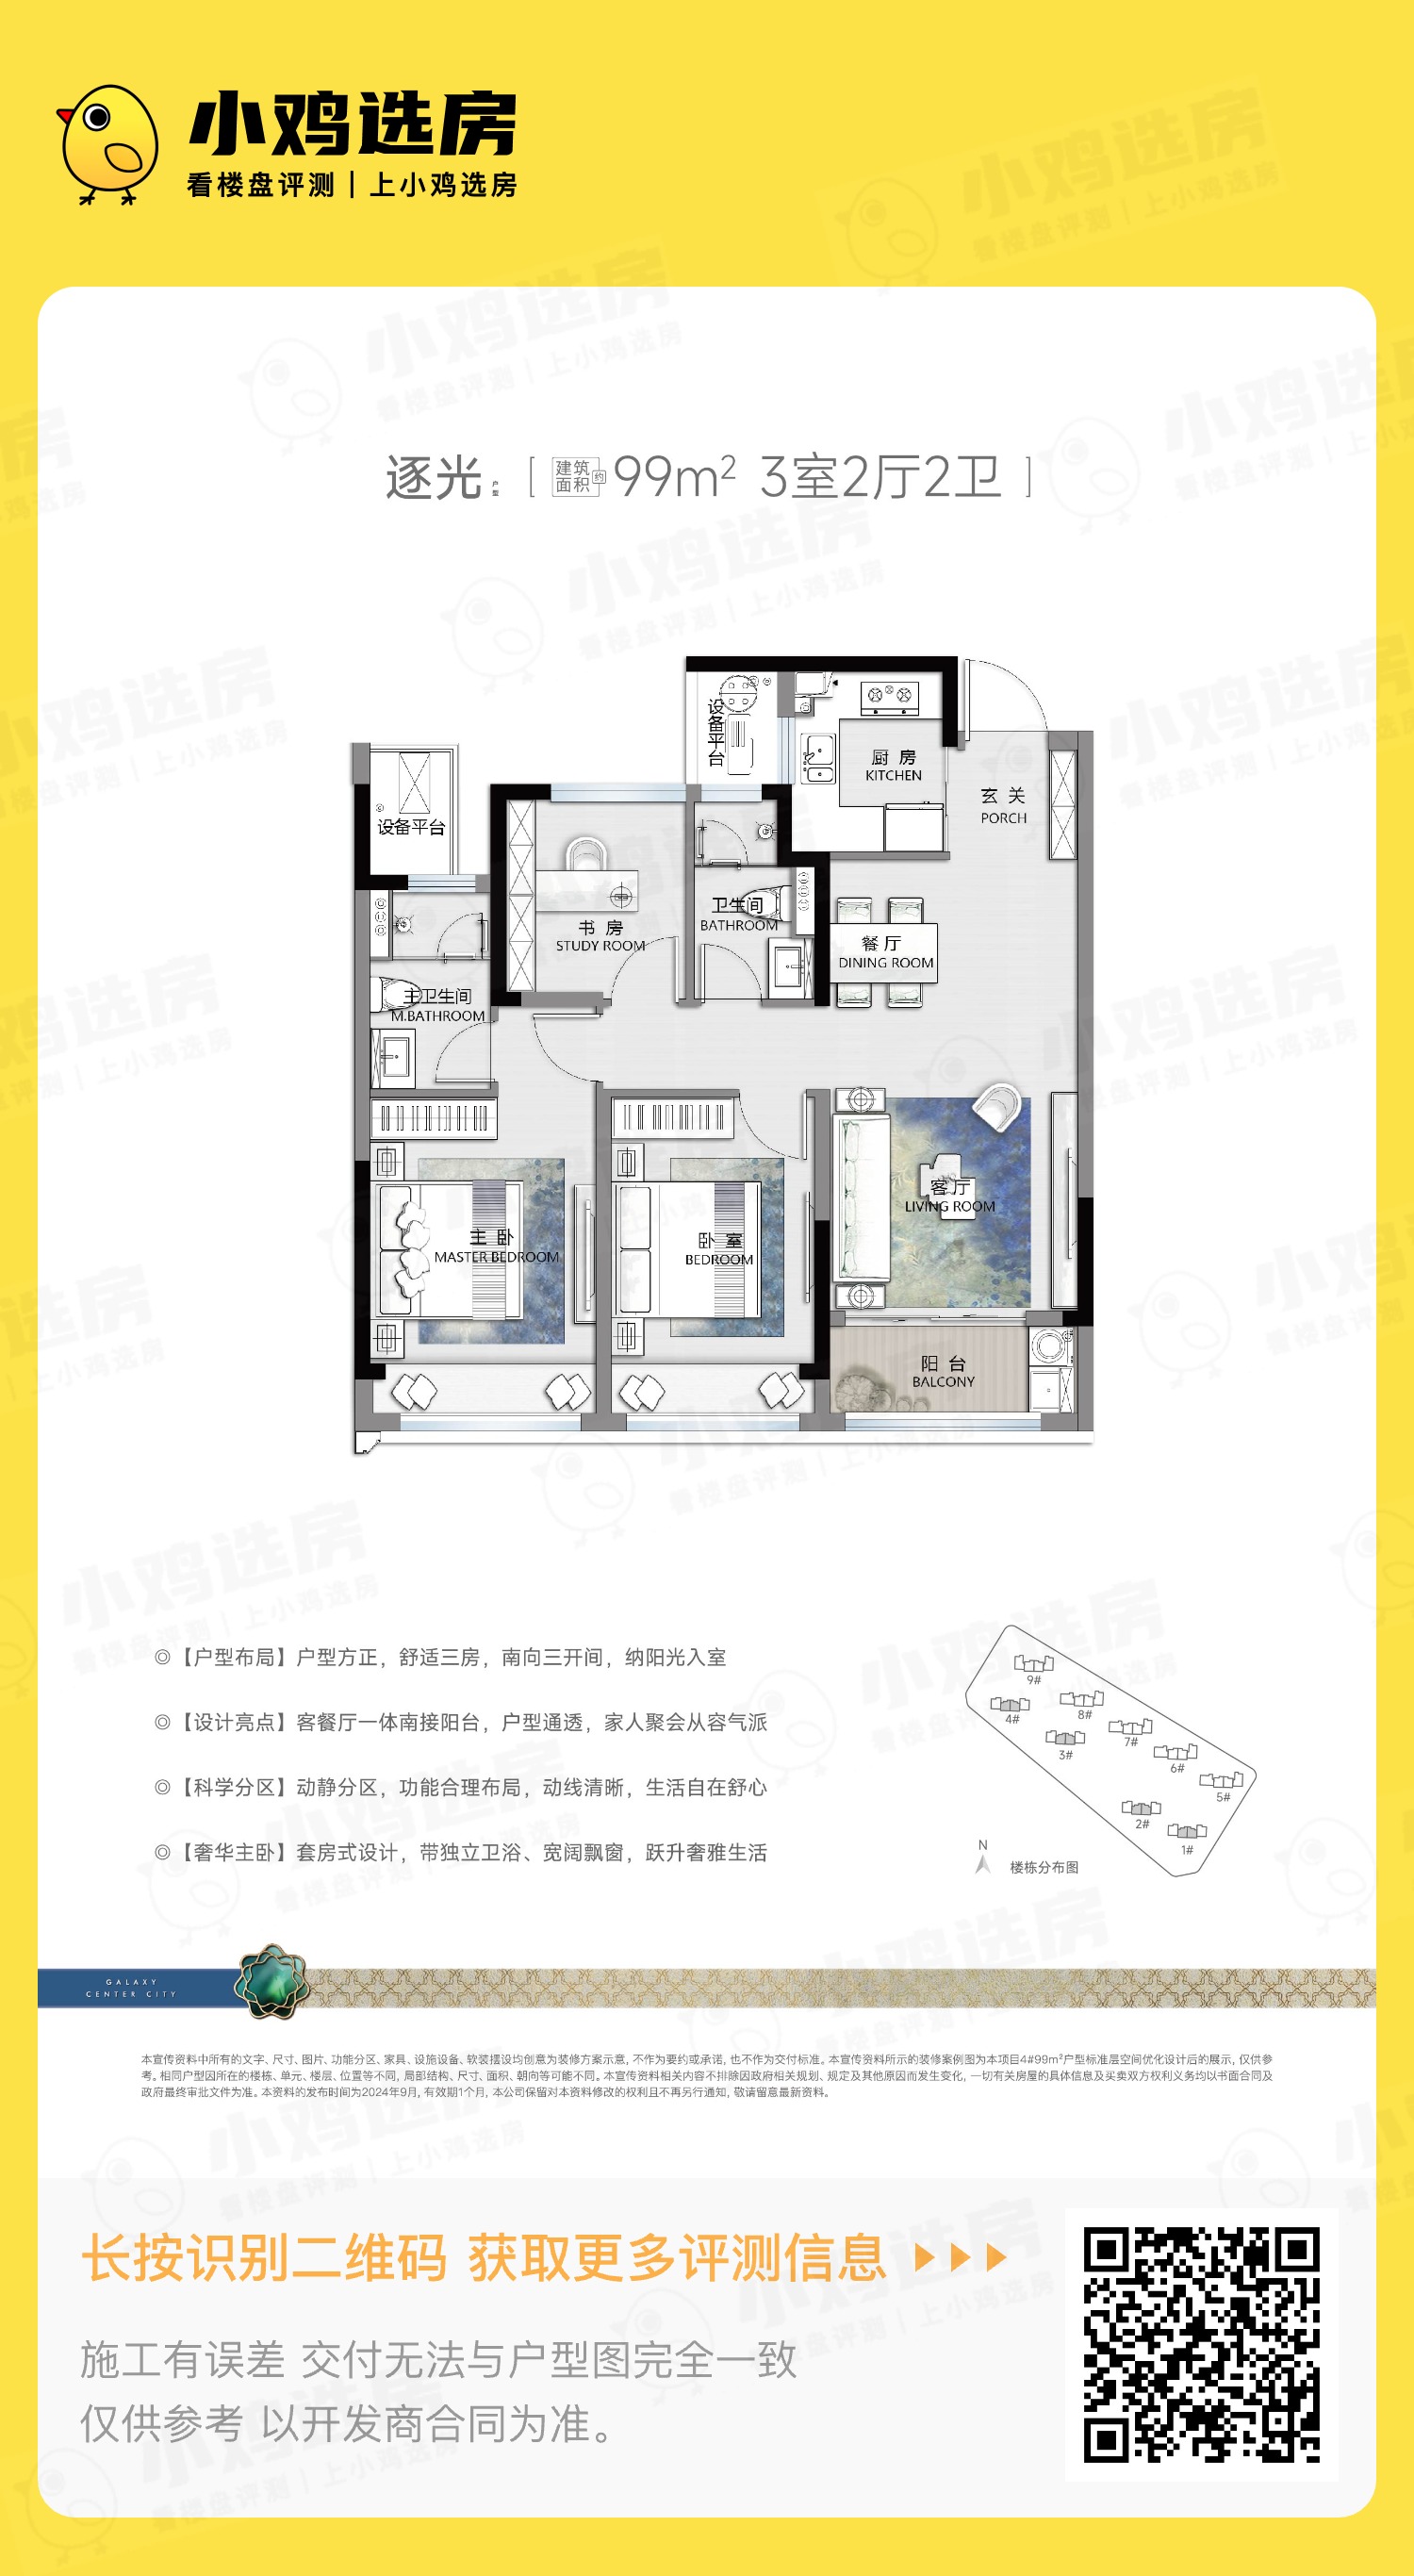 小鸡选房
看楼盘评测 | 上小鸡选房
逐光户型 [ 建筑面积约 99m² 3室2厅2卫 ]
设备平台
厨房
KITCHEN
玄关
PORCH
设备平台
卫生间
BATHROOM
书房
STUDY ROOM
餐厅
DINING ROOM
主卫生间
M.BATHROOM
客厅
LIVING ROOM
主卧
MASTER BEDROOM
卧室
BEDROOM
阳台
BALCONY
◎【户型布局】户型方正，舒适三房，南向三开间，纳阳光入室
◎【设计亮点】客餐厅一体南接阳台，户型通透，家人聚会从容气派
◎【科学分区】动静分区，功能合理布局，动线清晰，生活自在舒心
◎【奢华主卧】套房式设计，带独立卫浴、宽阔飘窗，跃升奢雅生活
9#
4#
8#
3#
7#
6#
5#
2#
1#
N
楼栋分布图
GALAXY
CENTER CITY
本宣传资料中所有的文字、尺寸、图片、功能分区、家具、设施设备、软装摆设均创意为装修方案示意，不作为要约或承诺，也不作为交付标准。本宣传资料所示的装修案例图为本项目4#99m²户型标准层空间优化设计后的展示，仅供参
考。相同户型因所在的楼栋、单元、楼层、位置等不同，局部结构、尺寸、面积、朝向等可能不同。本宣传资料相关内容不排除因政府相关规划、规定及其他原因而发生变化，一切有关房屋的具体信息及买卖双方权利义务均以书面合同及
政府最终审批文件为准。本资料的发布时间为2024年9月，有效期1个月，本公司保留对本资料修改的权利且不再另行通知，敬请留意最新资料。
长按识别二维码 获取更多评测信息
施工有误差 交付无法与户型图完全一致
仅供参考 以开发商合同为准。